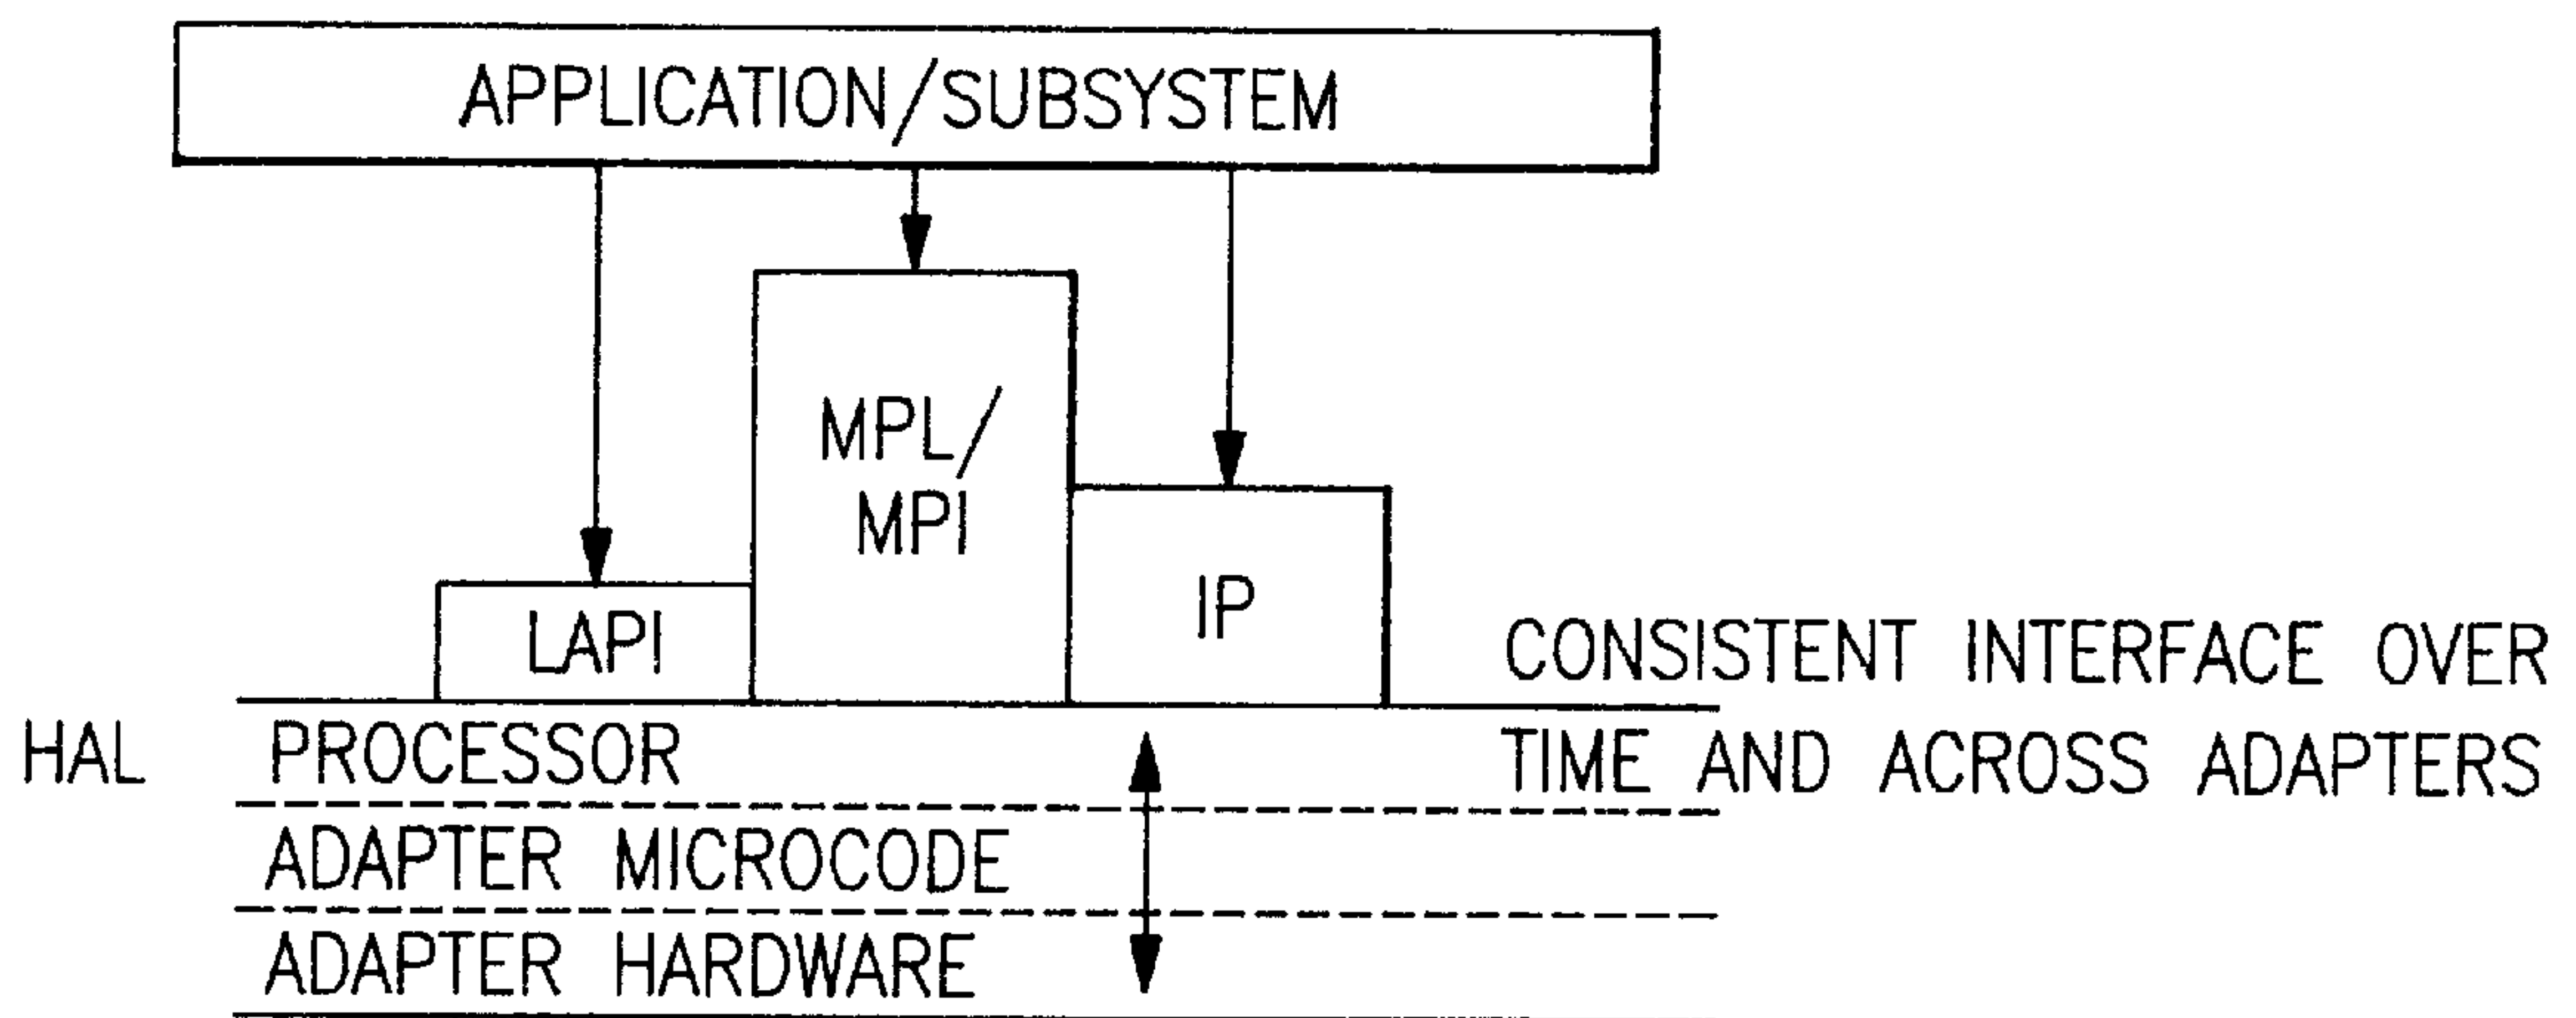 APPLICATION/SUBSYSTEM
MPL/
MPI
IP
LAPI
CONSISTENT INTERFACE OVER
TIME AND ACROSS ADAPTERS
HAL PROCESSOR
ADAPTER MICROCODE
ADAPTER HARDWARE